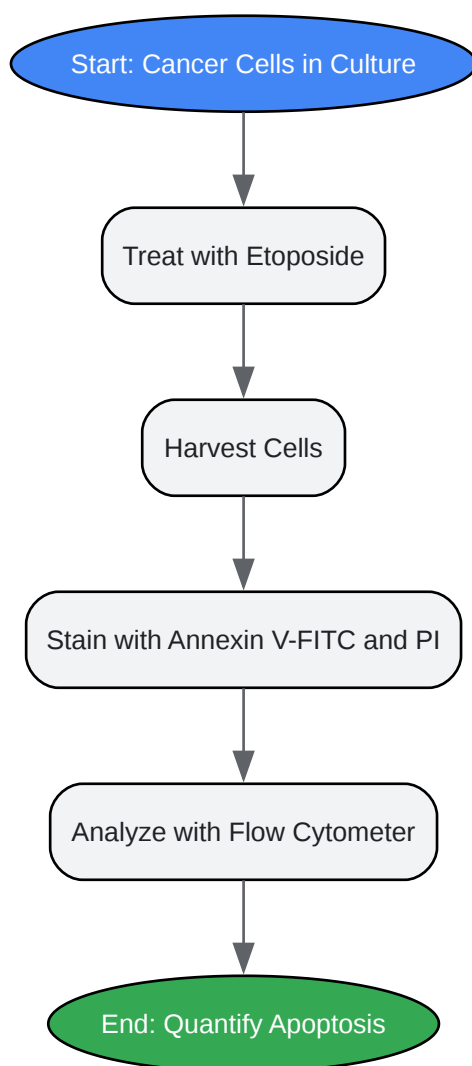 Start: Cancer Cells in Culture
Treat with Etoposide
Harvest Cells
Stain with Annexin V-FITC and PI
Analyze with Flow Cytometer
End: Quantify Apoptosis